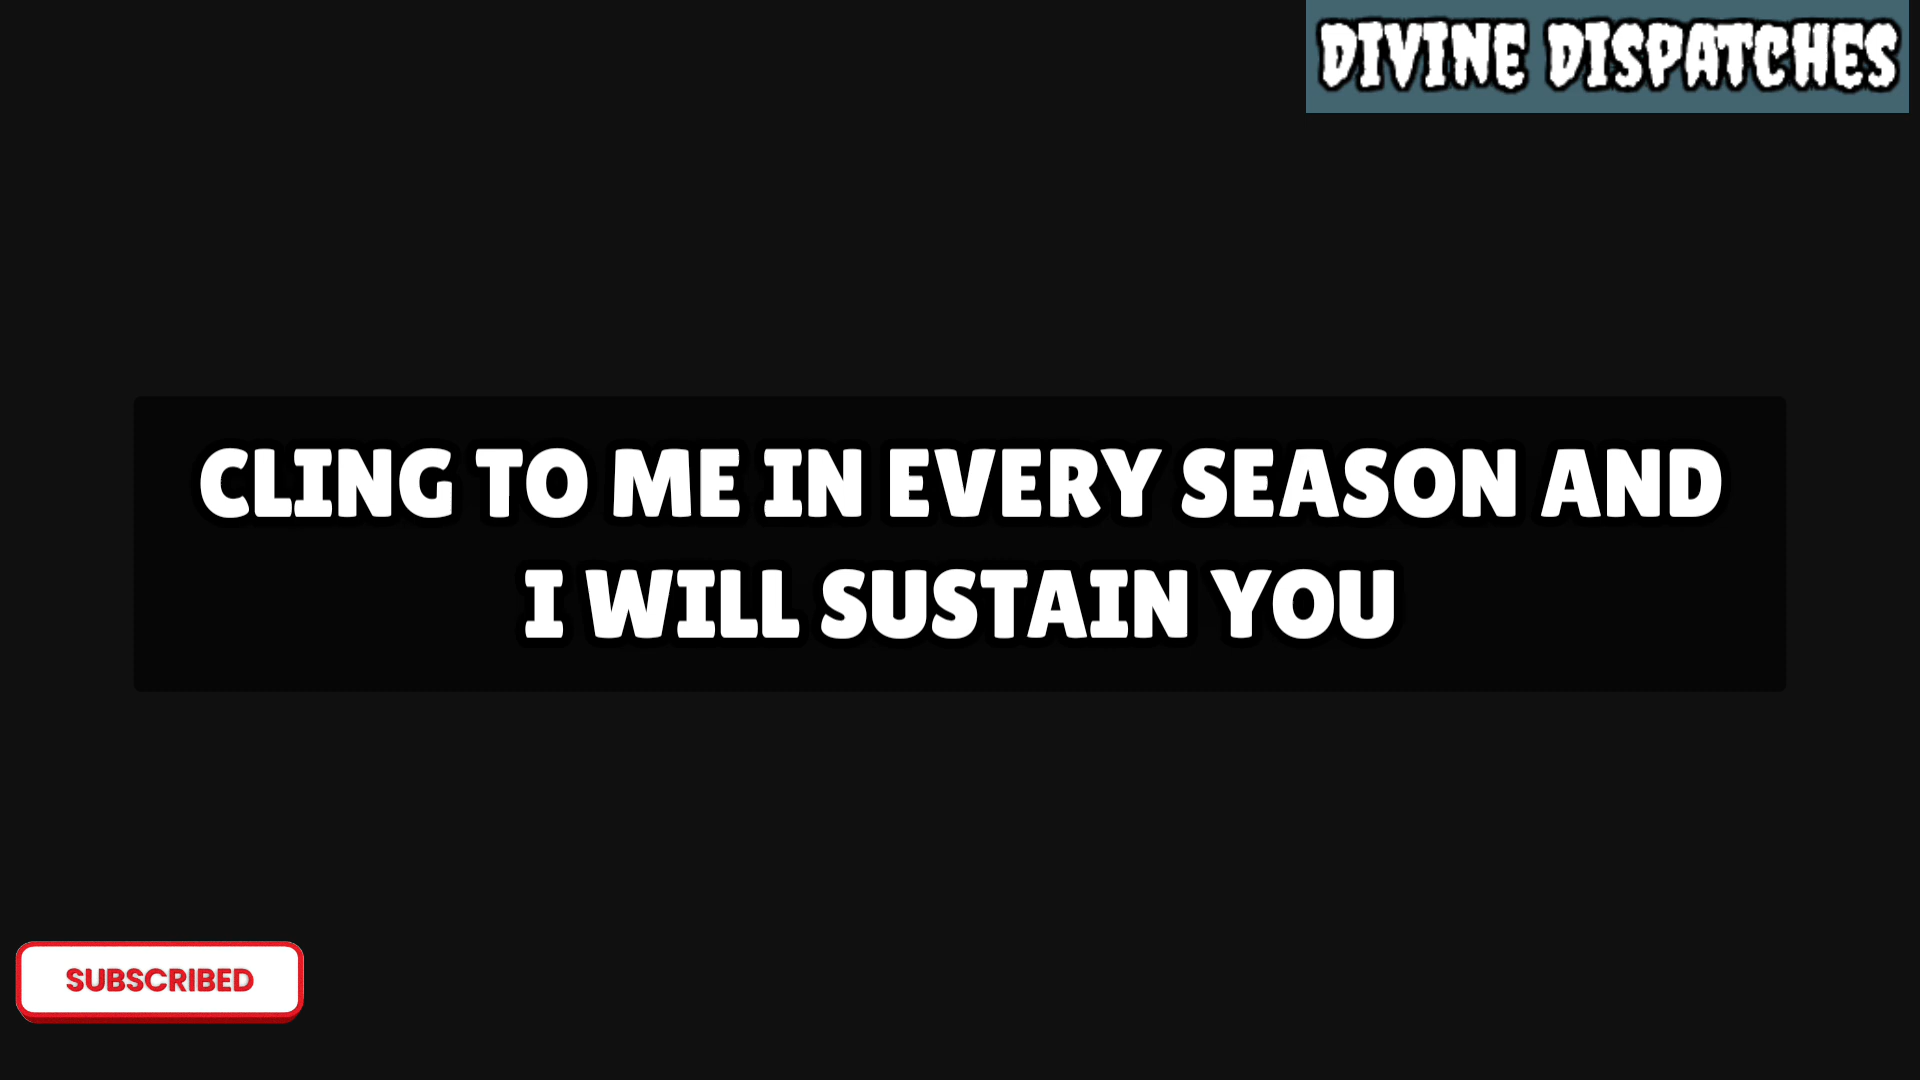 DIVINE DISPATCHES
CLING TO ME IN EVERY SEASON AND
I WILL SUSTAIN YOU
SUBSCRIBED